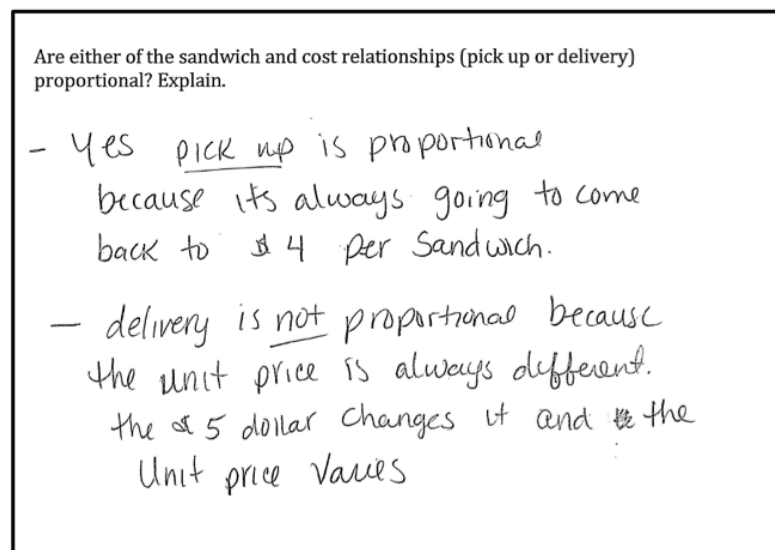 Are either of the sandwich and cost relationships (pick up or delivery)
proportional? Explain.
- Yes pick up is proportional
because its always going to come
back to $4 per Sandwich.
- delivery is not proportional because
the unit price is always different.
the $5 dollar changes it and the
Unit price varies